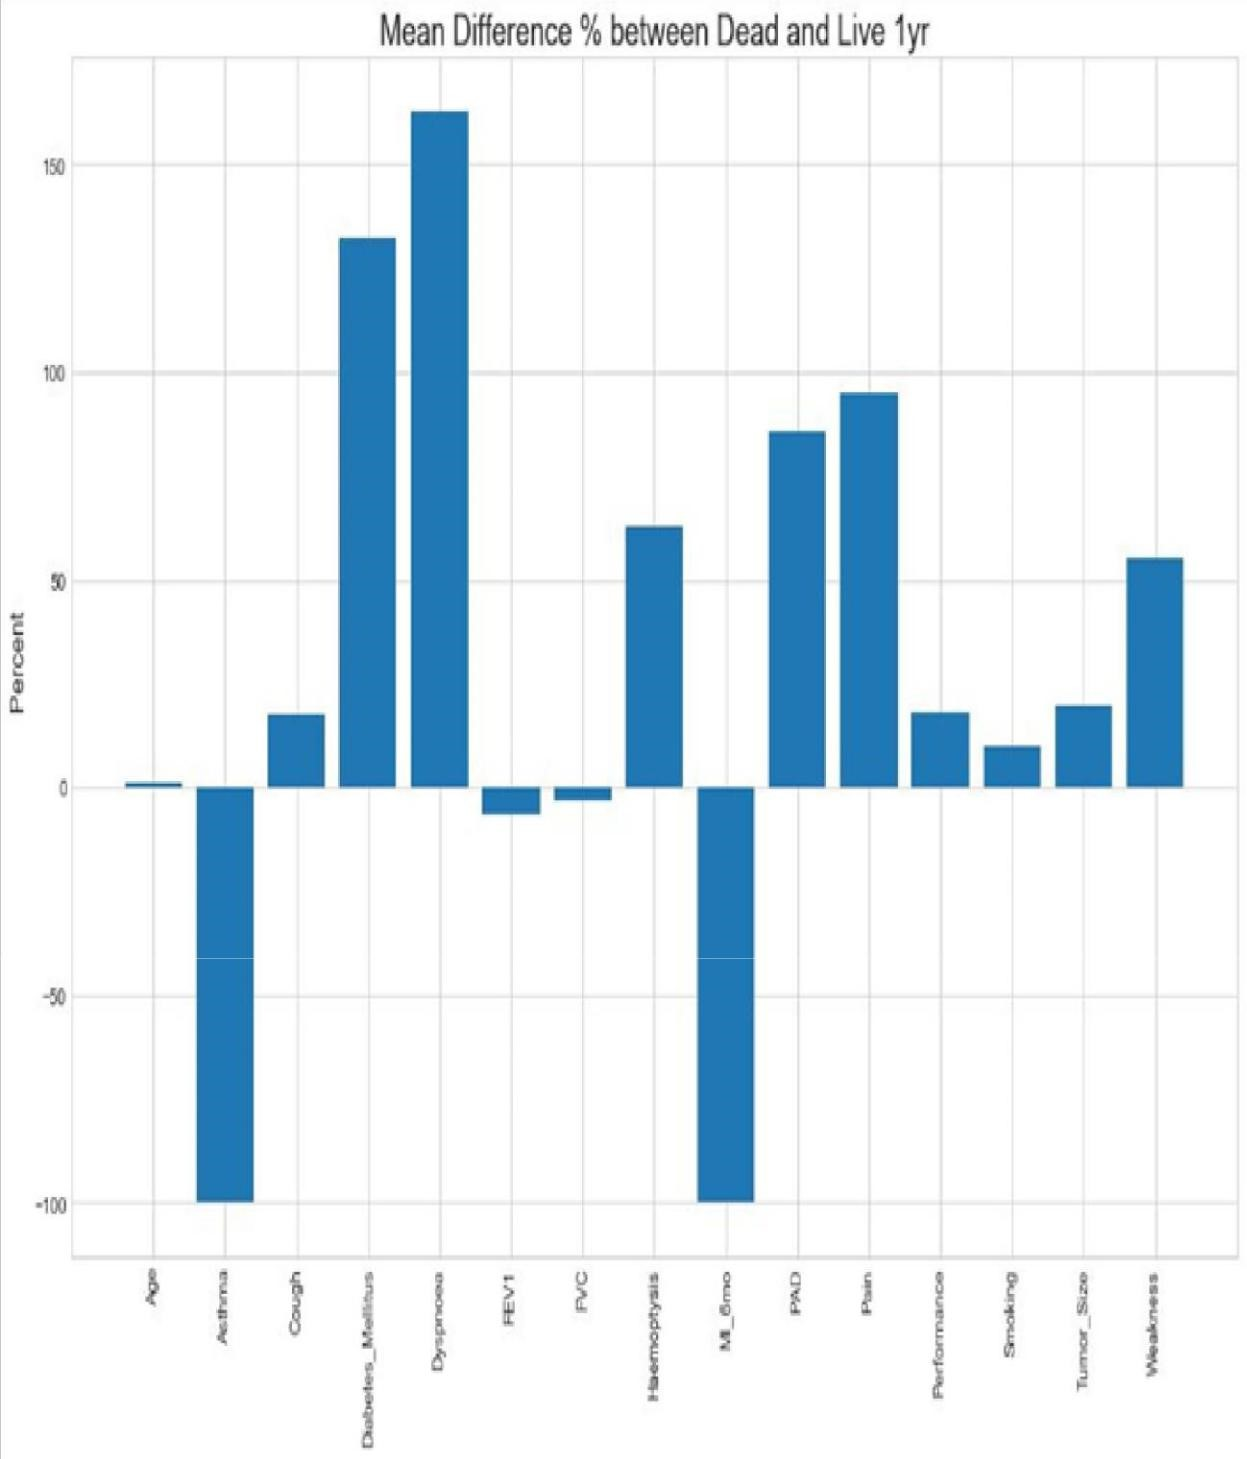 Mean Difference % between Dead and Live 1yr
150
100
50
0
−50
−100
Percent
Age
Asthma
Cough
Diabetes_Mellitus
Dyspnoea
FEV1
FVC
Haemoptysis
MI_6mo
PAD
Pain
Performance
Smoking
Tumor_Size
Weakness